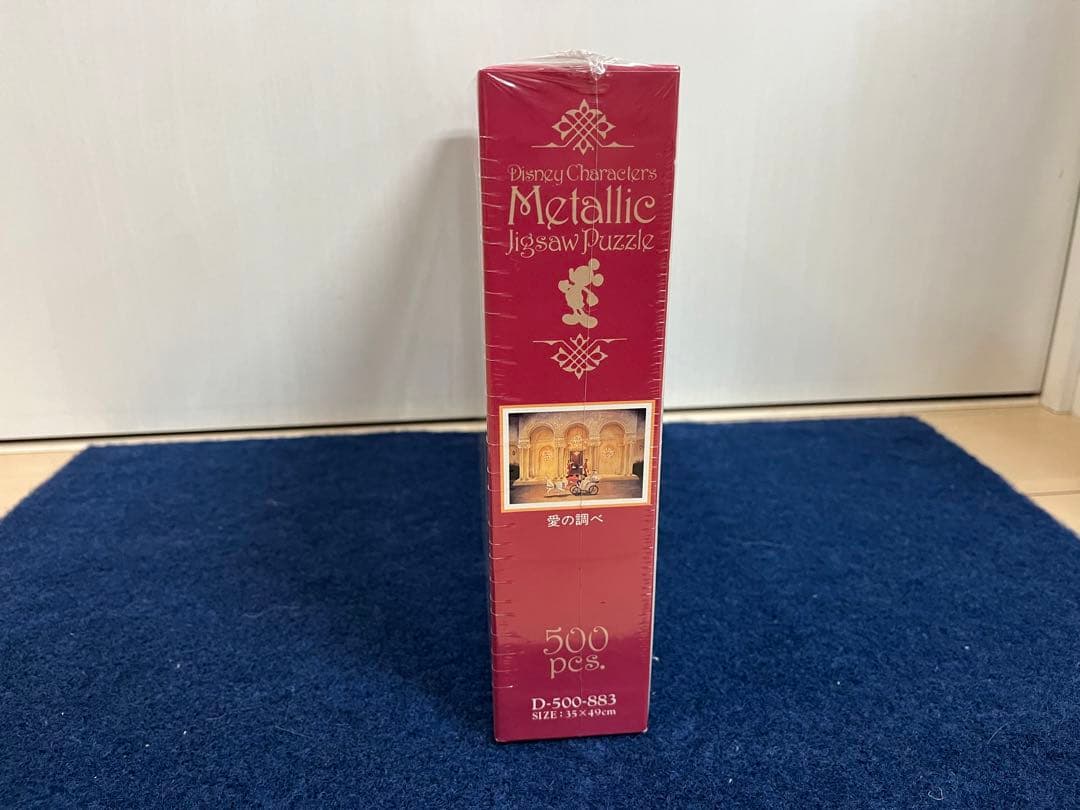 Disney Characters
Metallic
Jigsaw Puzzle
愛の調べ
500
pcs.
D-500-883
SIZE : 35×49cm